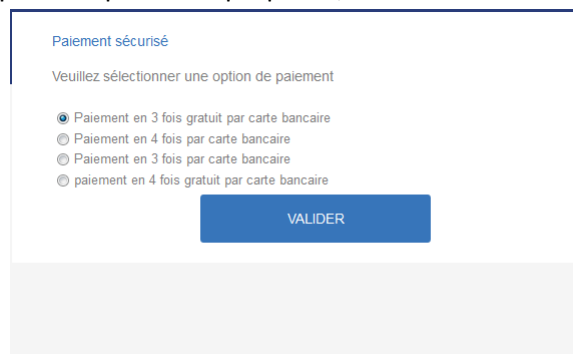 Paiement sécurisé
Veuillez sélectionner une option de paiement
Paiement en 3 fois gratuit par carte bancaire
Paiement en 4 fois par carte bancaire
Paiement en 3 fois par carte bancaire
paiement en 4 fois gratuit par carte bancaire
VALIDER